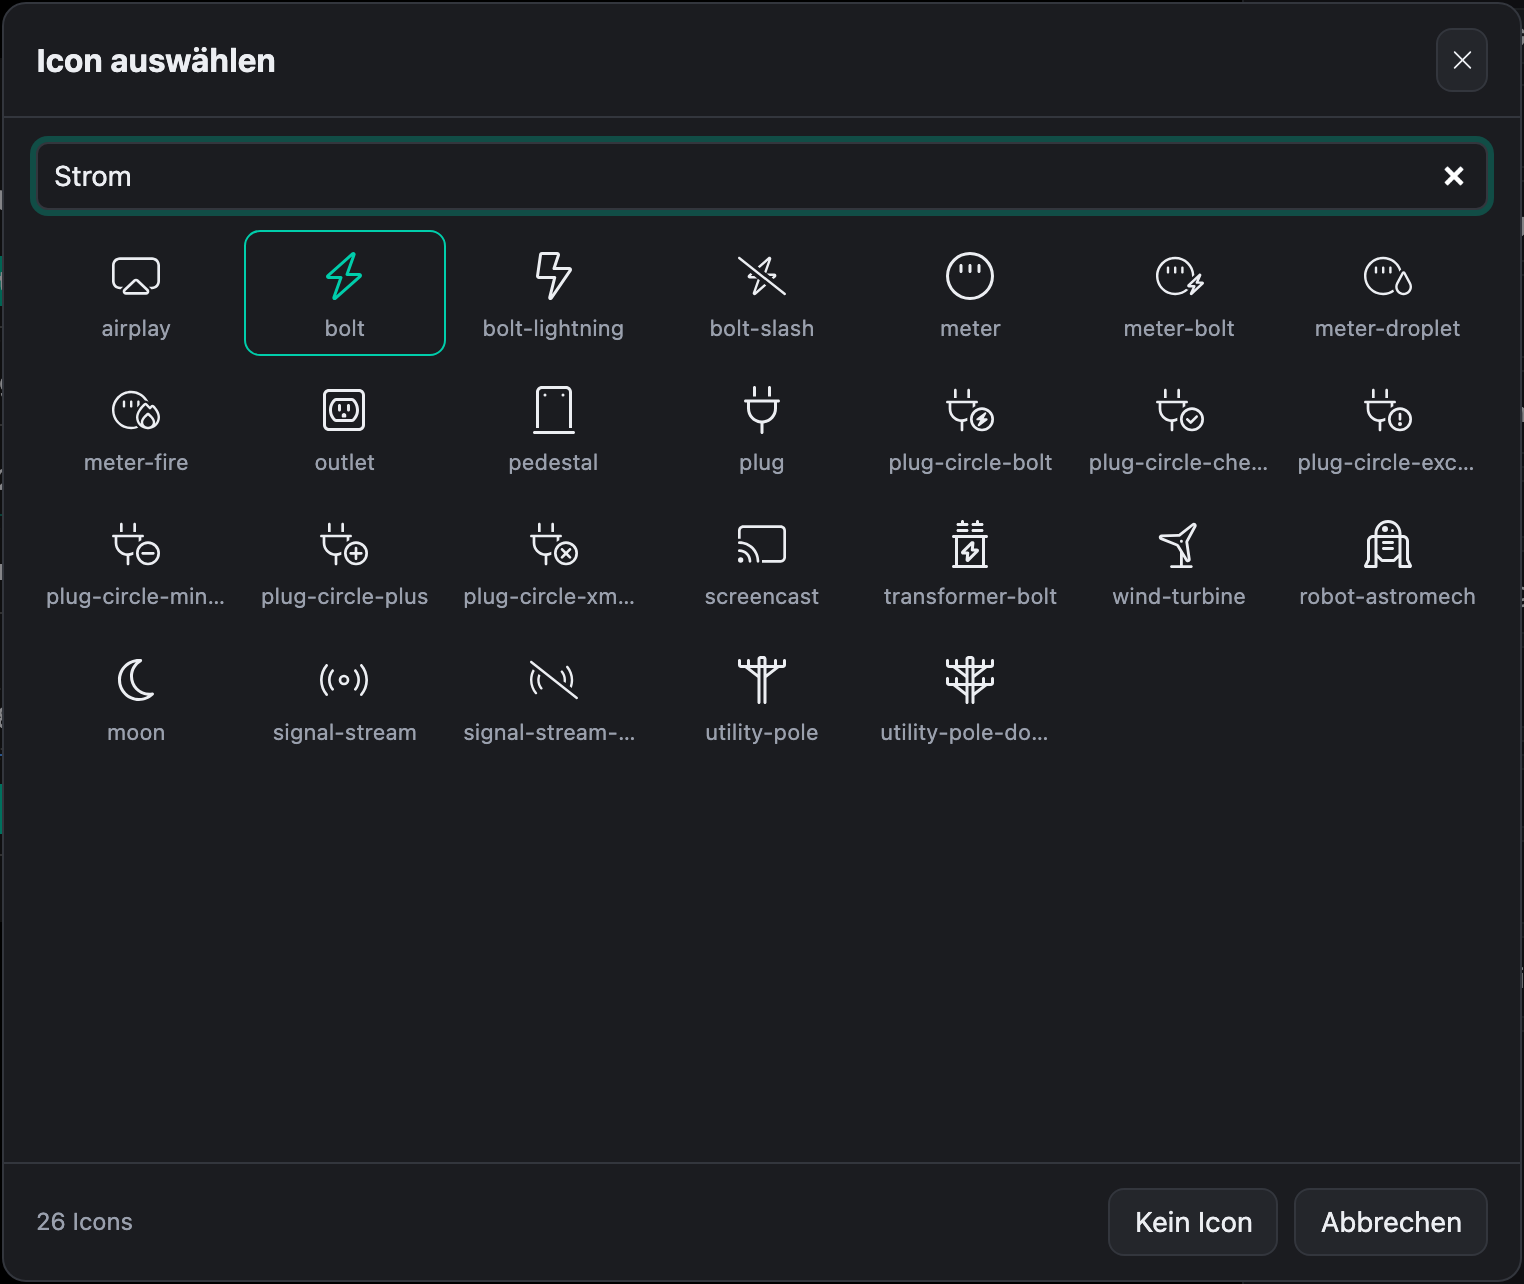 Icon auswählen
Strom
airplay bolt bolt-lightning bolt-slash meter meter-bolt meter-droplet
meter-fire outlet pedestal plug plug-circle-bolt plug-circle-che... plug-circle-exc...
plug-circle-min... plug-circle-plus plug-circle-xm... screencast transformer-bolt wind-turbine robot-astromech
moon signal-stream signal-stream-... utility-pole utility-pole-do...
26 Icons Kein Icon Abbrechen